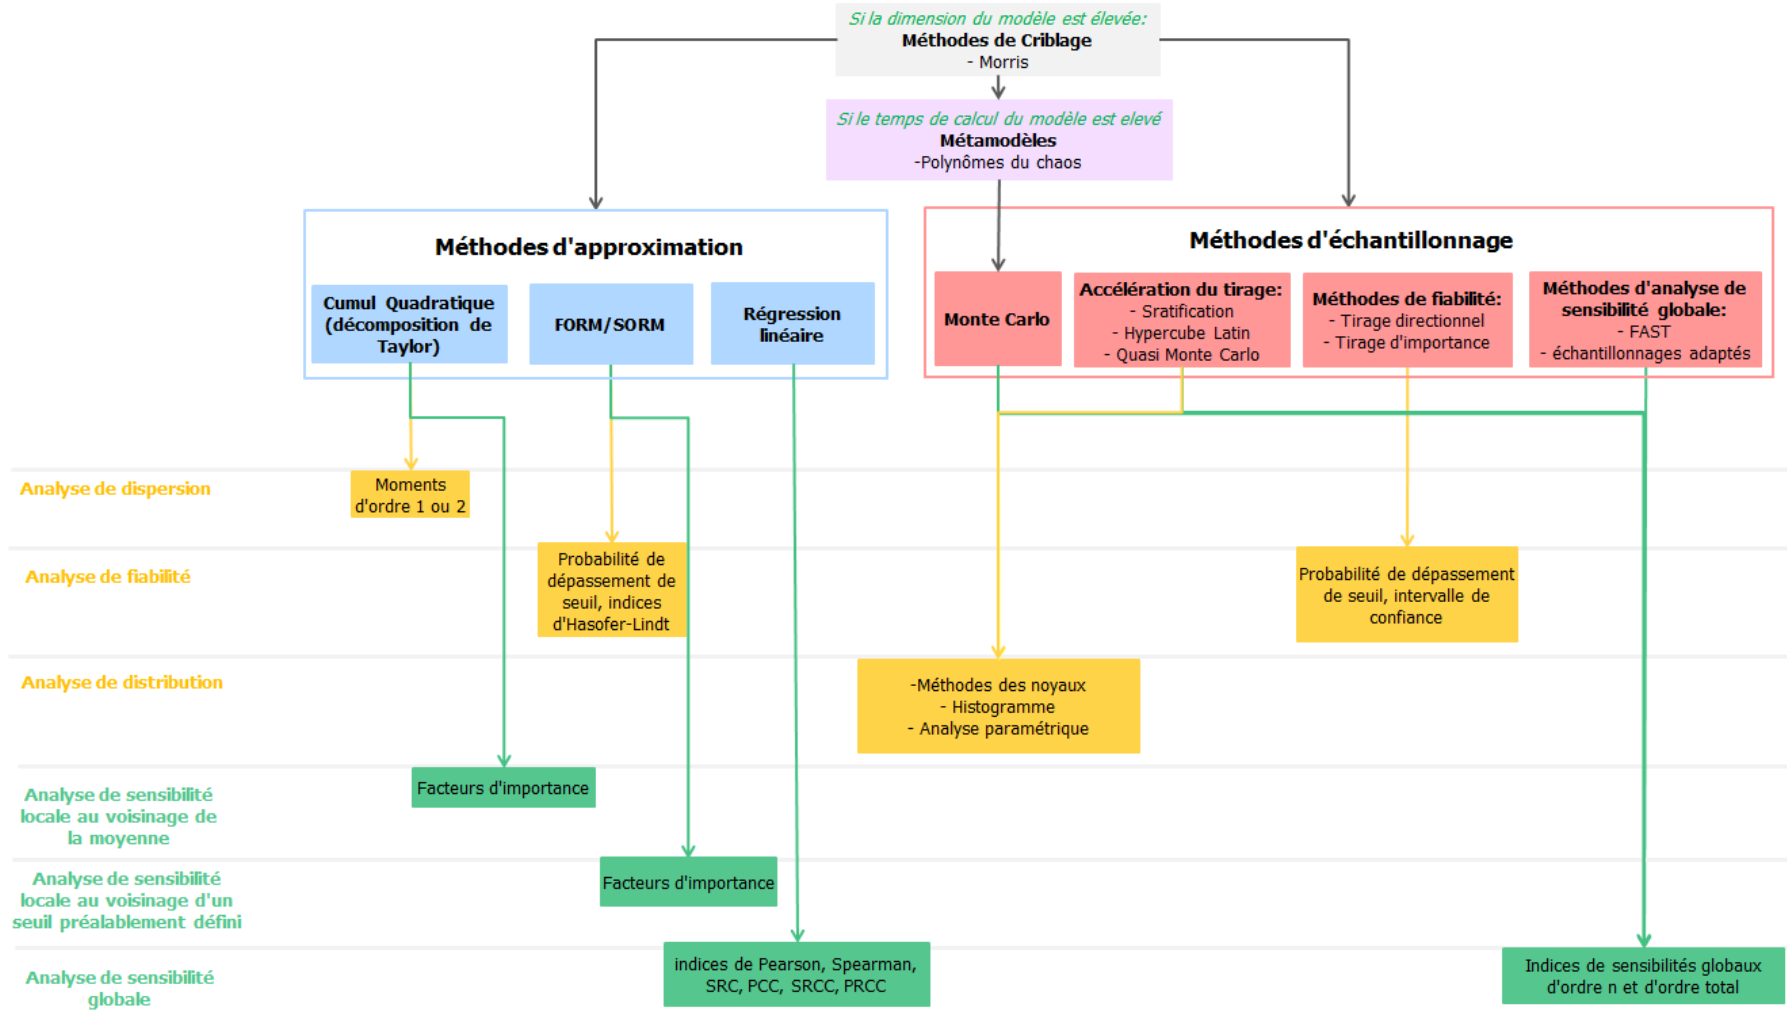 Si la dimension du modèle est élevée:
Méthodes de Criblage
- Morris
Si le temps de calcul du modèle est elevé
Métamodèles
-Polynômes du chaos
Méthodes d'approximation
Cumul Quadratique
(décomposition de
Taylor)
FORM/SORM
Régression
linéaire
Méthodes d'échantillonnage
Monte Carlo
Accélération du tirage:
- Sratification
- Hypercube Latin
- Quasi Monte Carlo
Méthodes de fiabilité:
- Tirage directionnel
- Tirage d'importance
Méthodes d'analyse de
sensibilité globale:
- FAST
- échantillonnages adaptés
Analyse de dispersion
Moments
d'ordre 1 ou 2
Analyse de fiabilité
Probabilité de
dépassement de
seuil, indices
d'Hasofer-Lindt
Probabilité de dépassement
de seuil, intervalle de
confiance
Analyse de distribution
-Méthodes des noyaux
- Histogramme
- Analyse paramétrique
Analyse de sensibilité
locale au voisinage de
la moyenne
Facteurs d'importance
Analyse de sensibilité
locale au voisinage d'un
seuil préalablement défini
Facteurs d'importance
Analyse de sensibilité
globale
indices de Pearson, Spearman,
SRC, PCC, SRCC, PRCC
Indices de sensibilités globaux
d'ordre n et d'ordre total